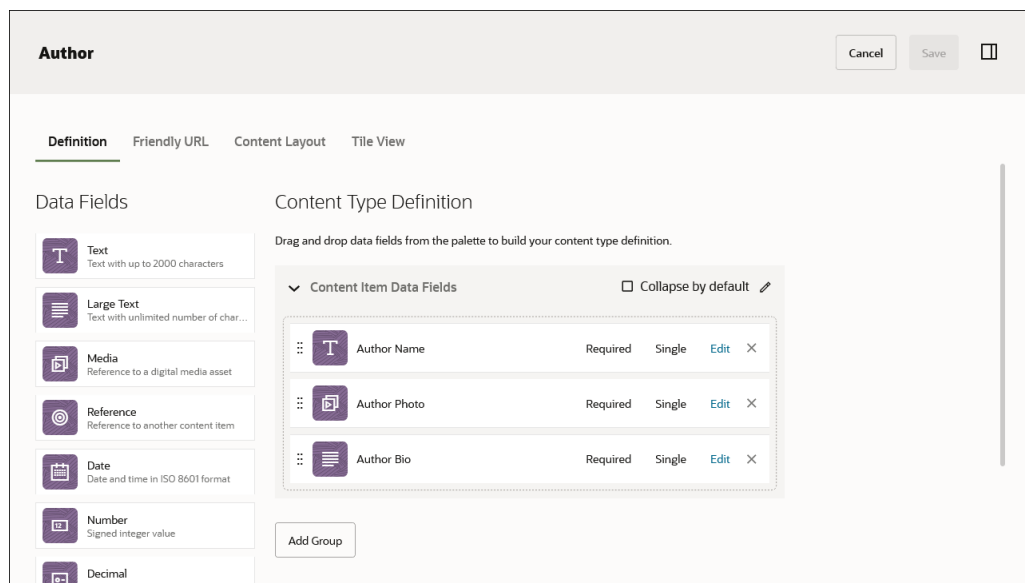 Author
Cancel
Save
Definition
Friendly URL
Content Layout
Tile View
Data Fields
Text
Text with up to 2000 characters
Large Text
Text with unlimited number of char...
Media
Reference to a digital media asset
Reference
Reference to another content item
Date
Date and time in ISO 8601 format
Number
Signed integer value
Decimal
Content Type Definition
Drag and drop data fields from the palette to build your content type definition.
Content Item Data Fields
Collapse by default
T Author Name Required Single Edit
Author Photo Required Single Edit
Author Bio Required Single Edit
Add Group